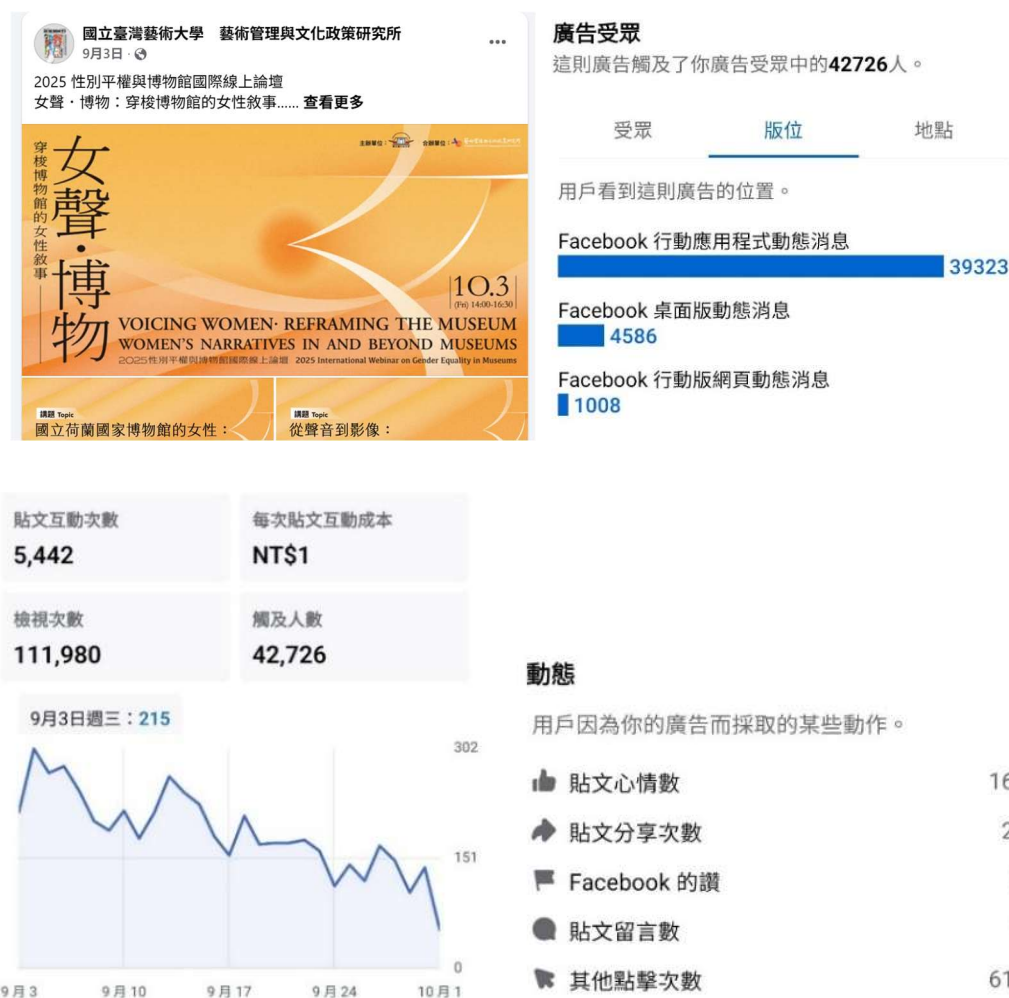 國立臺灣藝術大學 藝術管理與文化政策研究所
9月3日
2025 性別平權與博物館國際線上論壇
女聲・博物:穿梭博物館的女性敘事...... 查看更多
主辦單位:
合辦單位:
女聲・博物
穿梭博物館的女性敘事
10.3
(Fri) 14:00-16:30
VOICING WOMEN· REFRAMING THE MUSEUM
WOMEN'S NARRATIVES IN AND BEYOND MUSEUMS
2025性別平權與博物館國際線上論壇 2025 International Webinar on Gender Equality in Museums
講題 Topic
國立荷蘭國家博物館的女性:
講題 Topic
從聲音到影像:
廣告受眾
這則廣告觸及了你廣告受眾中的42726人。
受眾 版位 地點
用戶看到這則廣告的位置。
Facebook 行動應用程式動態消息
39323
Facebook 桌面版動態消息
4586
Facebook 行動版網頁動態消息
1008
貼文互動次數
5,442
每次貼文互動成本
NT$1
檢視次數
111,980
觸及人數
42,726
9月3日週三:215
302
151
0
9月3 9月10 9月17 9月24 10月1
動態
用戶因為你的廣告而採取的某些動作。
貼文心情數
貼文分享次數 2
Facebook 的讚
貼文留言數
其他點擊次數 61